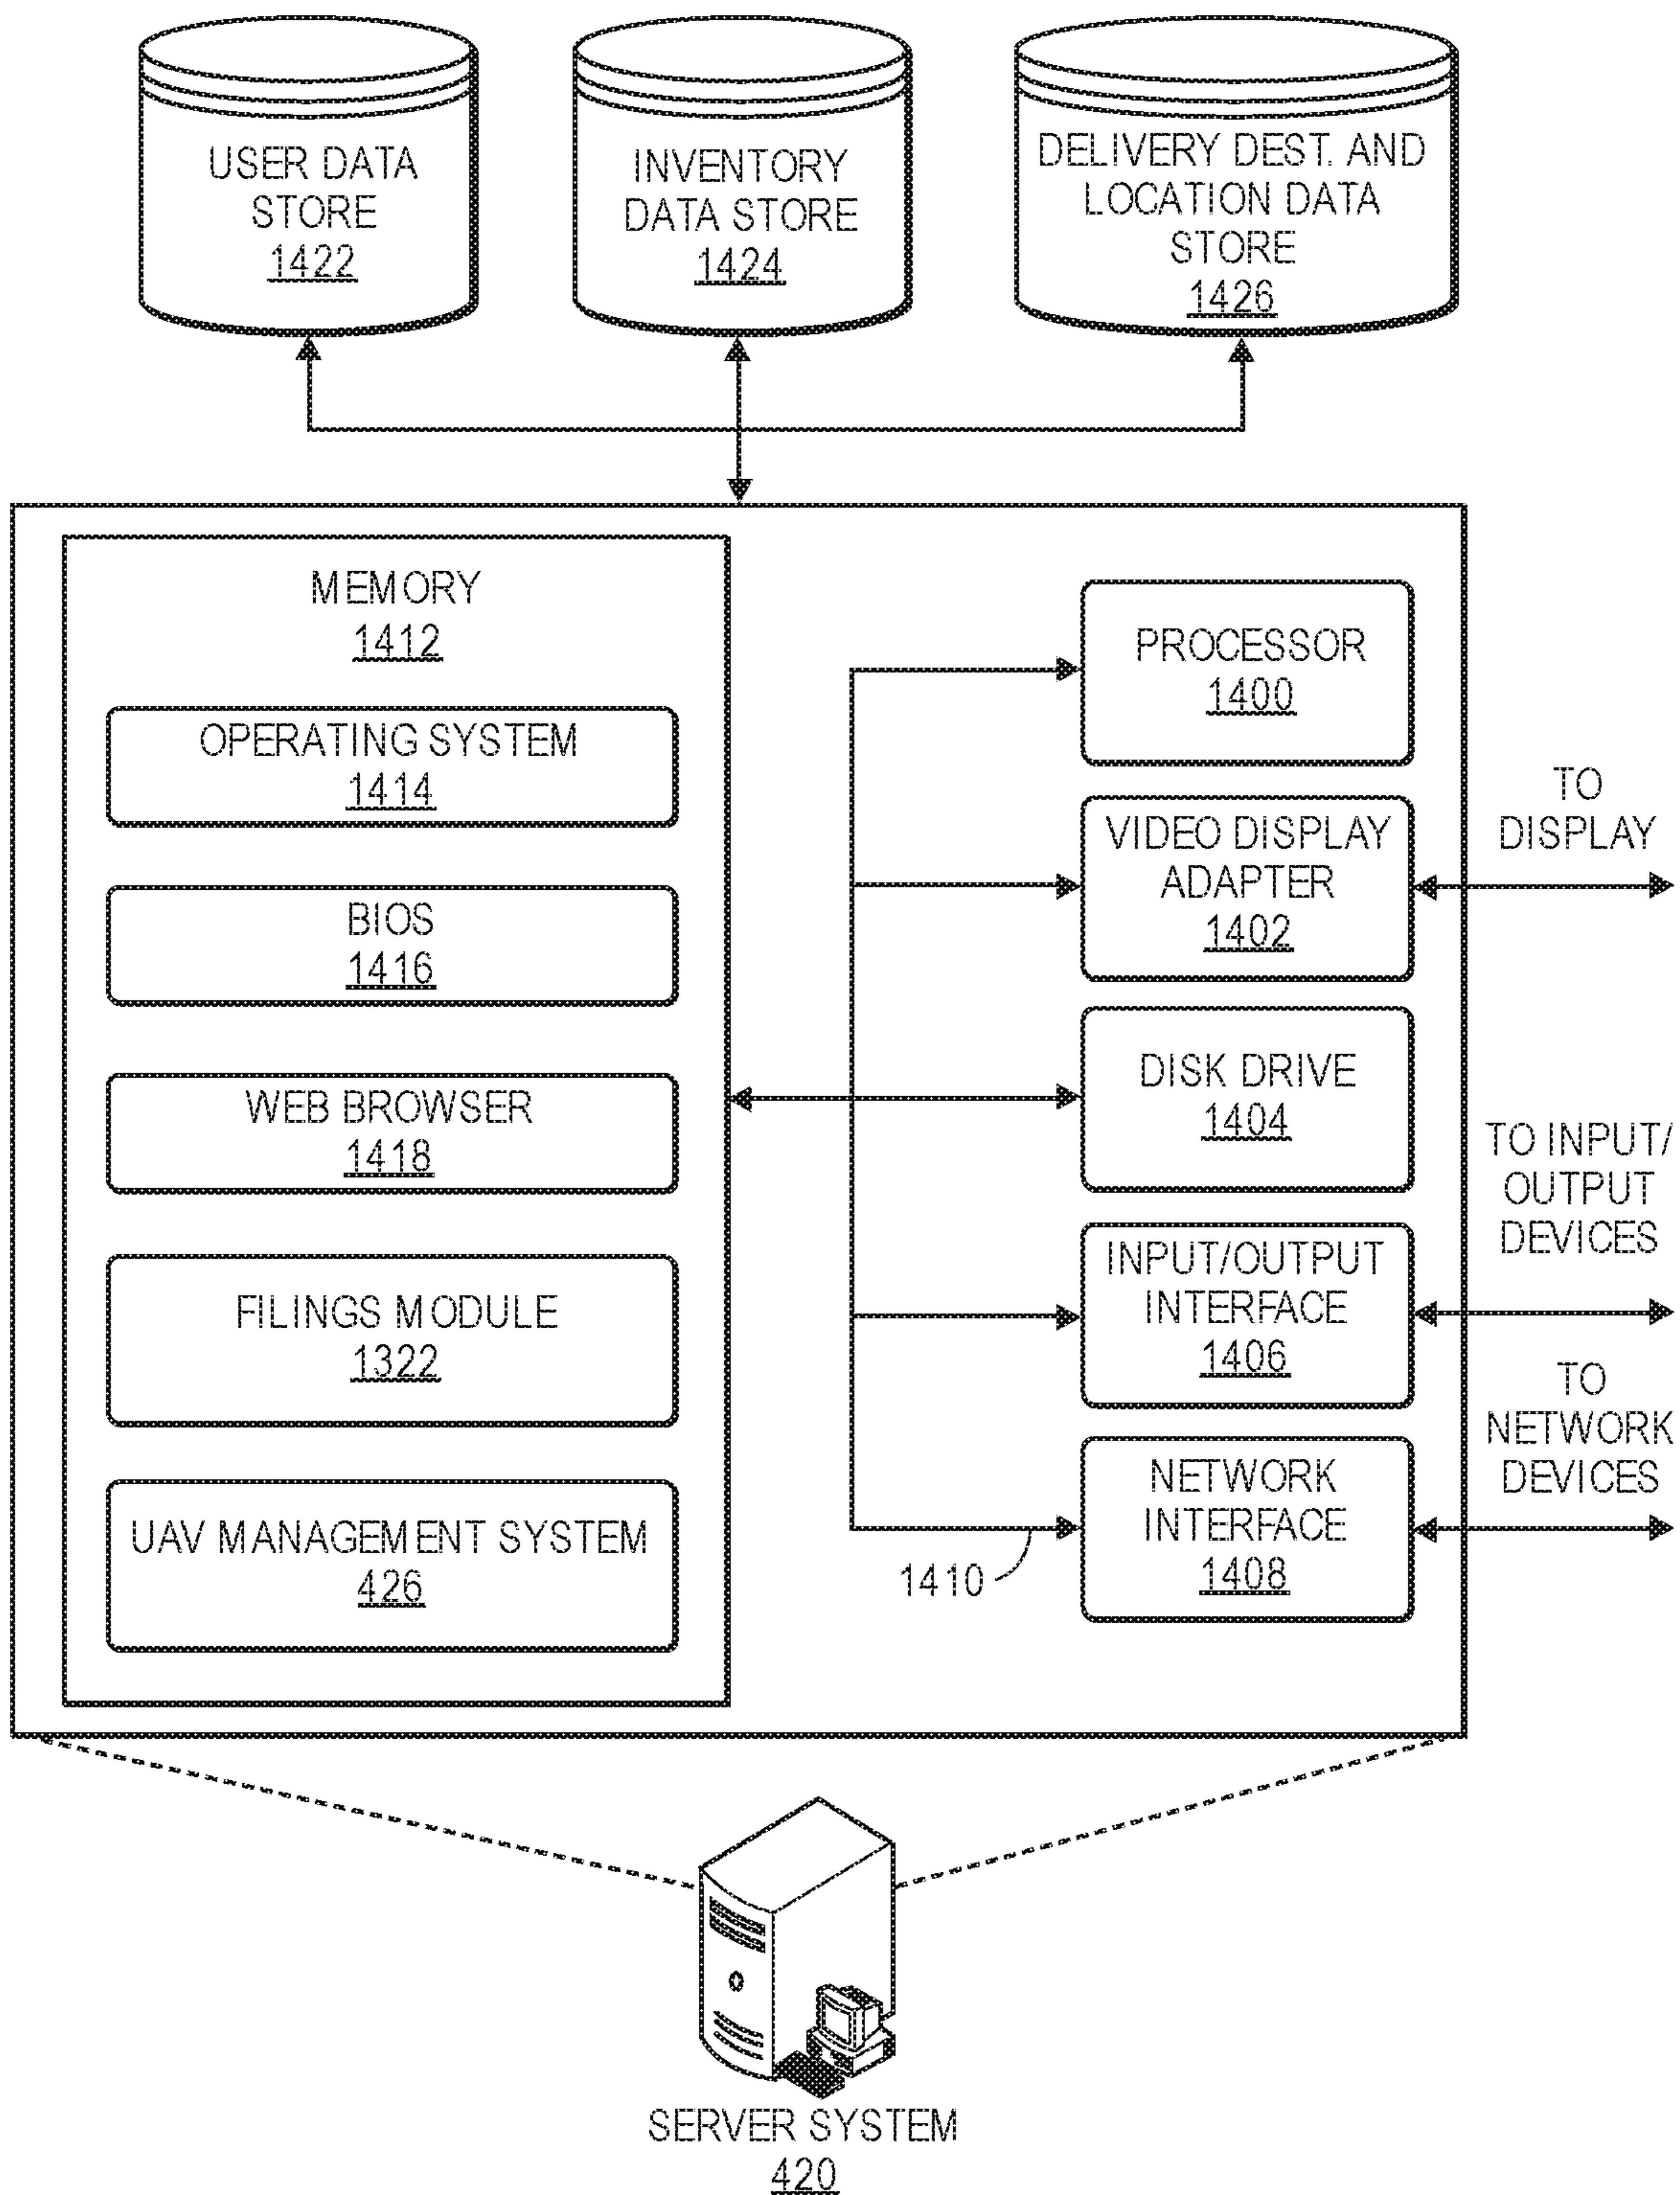 USER DATA
STORE
1422
INVENTORY
DATA STORE
1424
DELIVERY DEST. AND
LOCATION DATA
STORE
1426
MEMORY
1412
OPERATING SYSTEM
1414
BIOS
1416
WEB BROWSER
1418
FILINGS MODULE
1322
UAV MANAGEMENT SYSTEM
426
PROCESSOR
1400
VIDEO DISPLAY
ADAPTER
1402
DISK DRIVE
1404
INPUT/OUTPUT
INTERFACE
1406
NETWORK
INTERFACE
1408
1410
TO
DISPLAY
TO INPUT/
OUTPUT
DEVICES
TO
NETWORK
DEVICES
SERVER SYSTEM
420